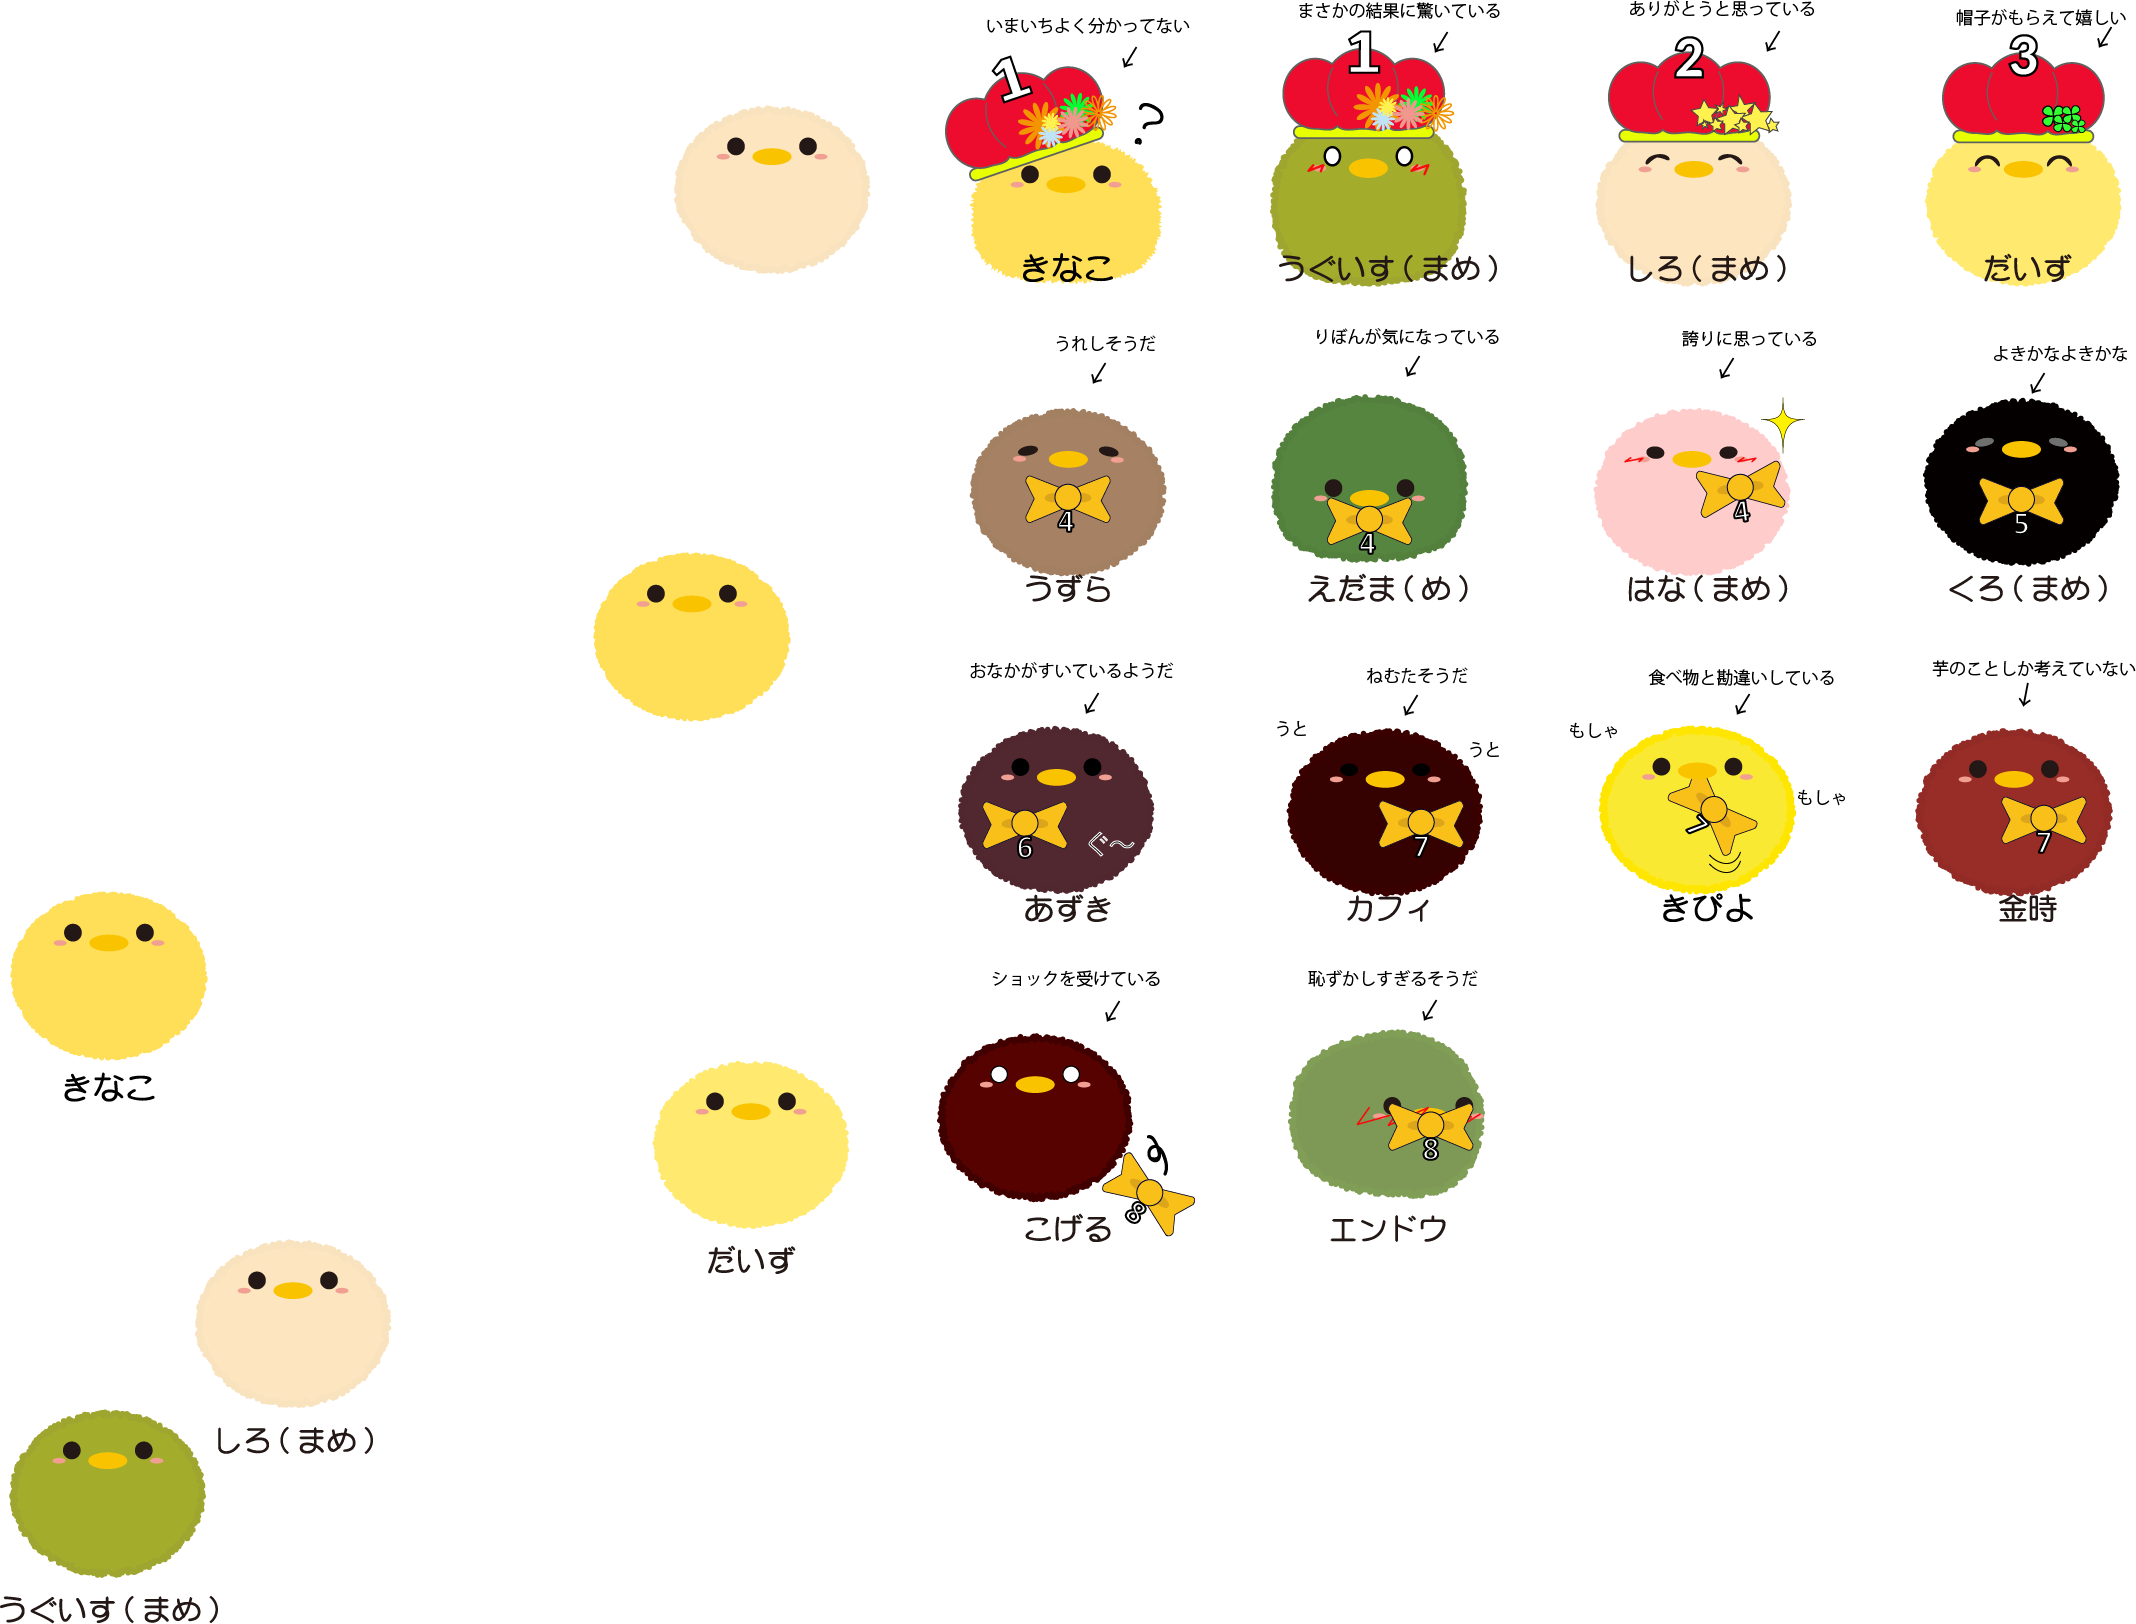 いまいちよく分かってない
まさかの結果に驚いている
ありがとうと思っている
帽子がもらえて嬉しい
1
1
2
3
?
きなこ
うぐいす(まめ)
しろ(まめ)
だいず
うれしそうだ
りぼんが気になっている
誇りに思っている
よきかなよきかな
4
4
4
5
うずら
えだま(め)
はな(まめ)
くろ(まめ)
おなかがすいているようだ
ねむたそうだ
食べ物と勘違いしている
芋のことしか考えていない
うと
うと
もしゃ
もしゃ
6
ぐ〜
7
7
7
あずき
カフィ
きぴよ
金時
ショックを受けている
恥ずかしすぎるそうだ
8
8
こげる
エンドウ
きなこ
だいず
しろ(まめ)
うぐいす(まめ)